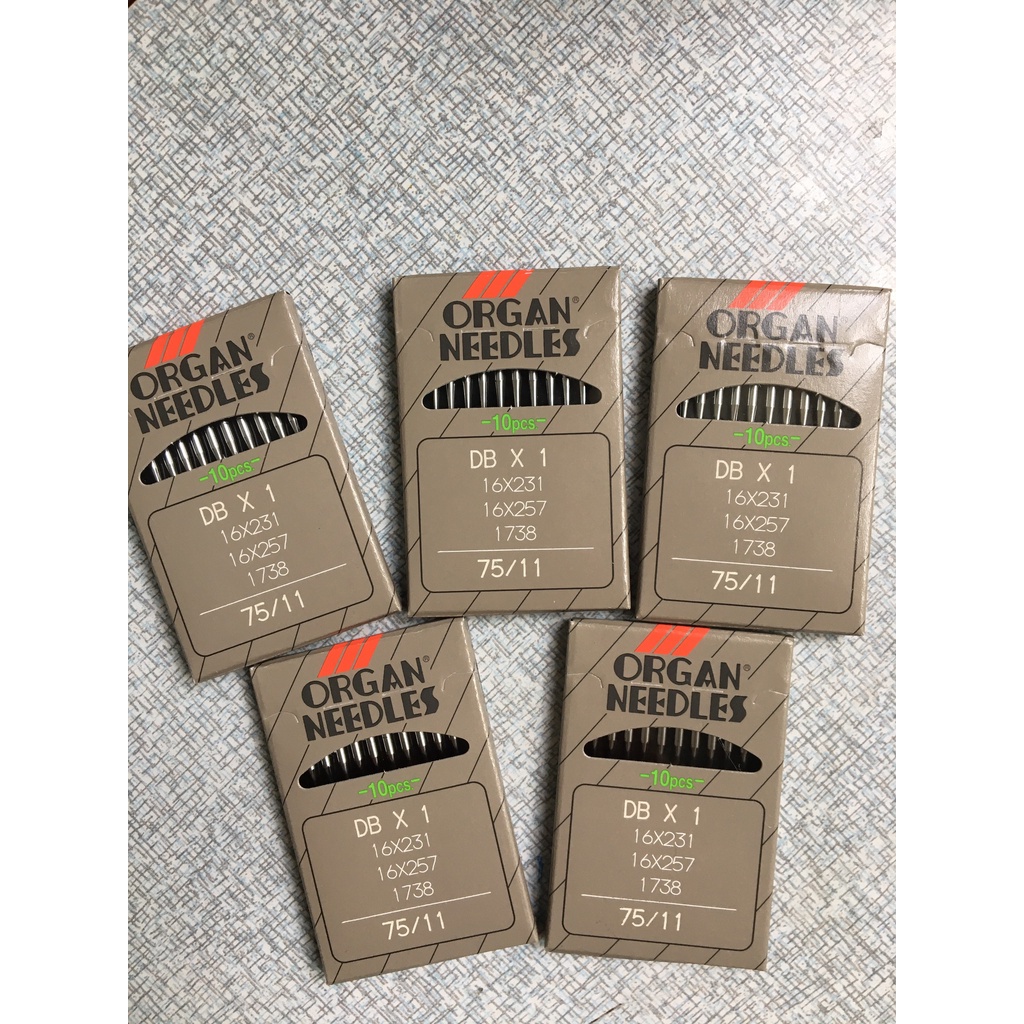 ORGAN®
NEEDLES
-10pcs-
DB X 1
16X231
16X257
1738
75/11
ORGAN®
NEEDLES
-10pcs-
DB X 1
16X231
16X257
1738
75/11
ORGAN
NEEDLES
-10pcs-
DB X 1
16X231
16X257
1738
75/11
ORGAN®
NEEDLES
-10pcs-
DB X 1
16X231
16X257
1738
75/11
ORGAN®
NEEDLES
-10pcs-
DB X 1
16X231
16X257
1738
75/11